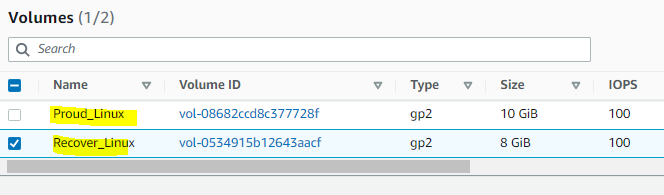 Volumes (1/2)
Search
Name Volume ID Type Size IOPS
Proud_Linux vol-08682ccd8c377728f gp2 10 GiB 100
Recover_Linux vol-0534915b12643aacf gp2 8 GiB 100